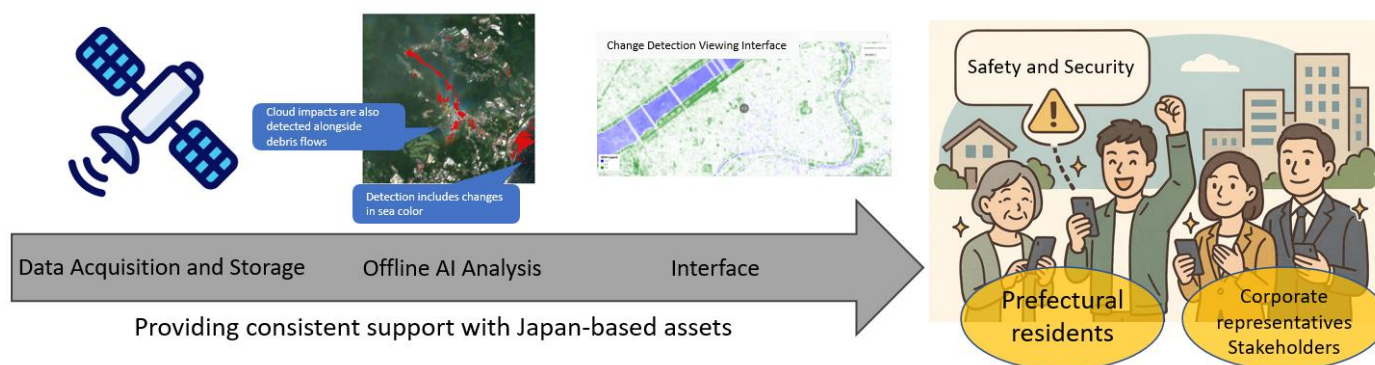 Cloud impacts are also
detected alongside
debris flows
Detection includes changes
in sea color
Change Detection Viewing Interface
Safety and Security
Data Acquisition and Storage
Offline AI Analysis
Interface
Providing consistent support with Japan-based assets
Prefectural
residents
Corporate
representatives
Stakeholders